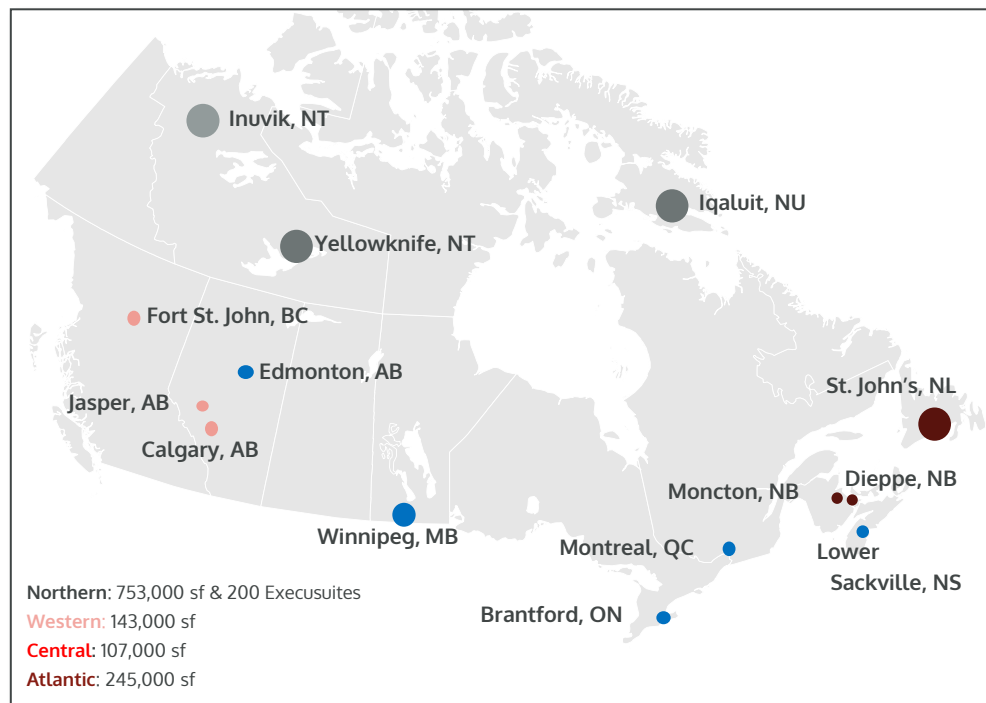 Inuvik, NT
Iqaluit, NU
Yellowknife, NT
Fort St. John, BC
Edmonton, AB
St. John’s, NL
Jasper, AB
Calgary, AB
Dieppe, NB
Moncton, NB
Winnipeg, MB
Montreal, QC
Lower
Sackville, NS
Brantford, ON
Northern: 753,000 sf & 200 Execusuites
Western: 143,000 sf
Central: 107,000 sf
Atlantic: 245,000 sf